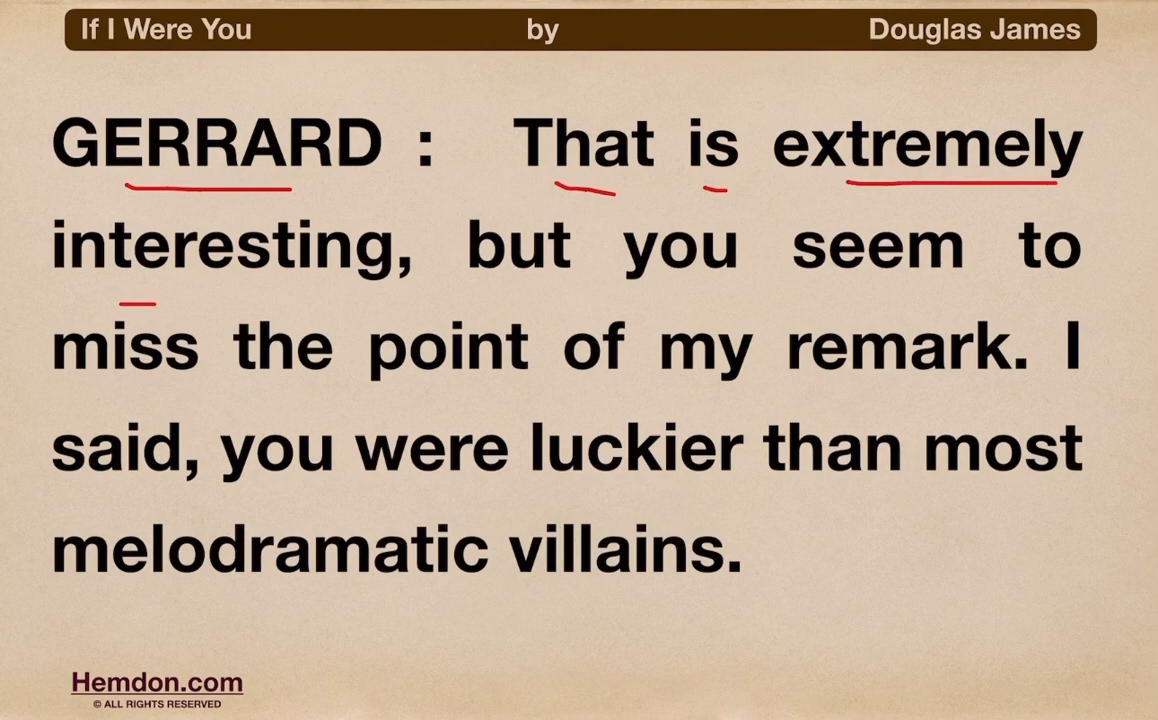 If I Were You by Douglas James
GERRARD : That is extremely
interesting, but you seem to
miss the point of my remark. I
said, you were luckier than most
melodramatic villains.
Hemdon.com
© ALL RIGHTS RESERVED